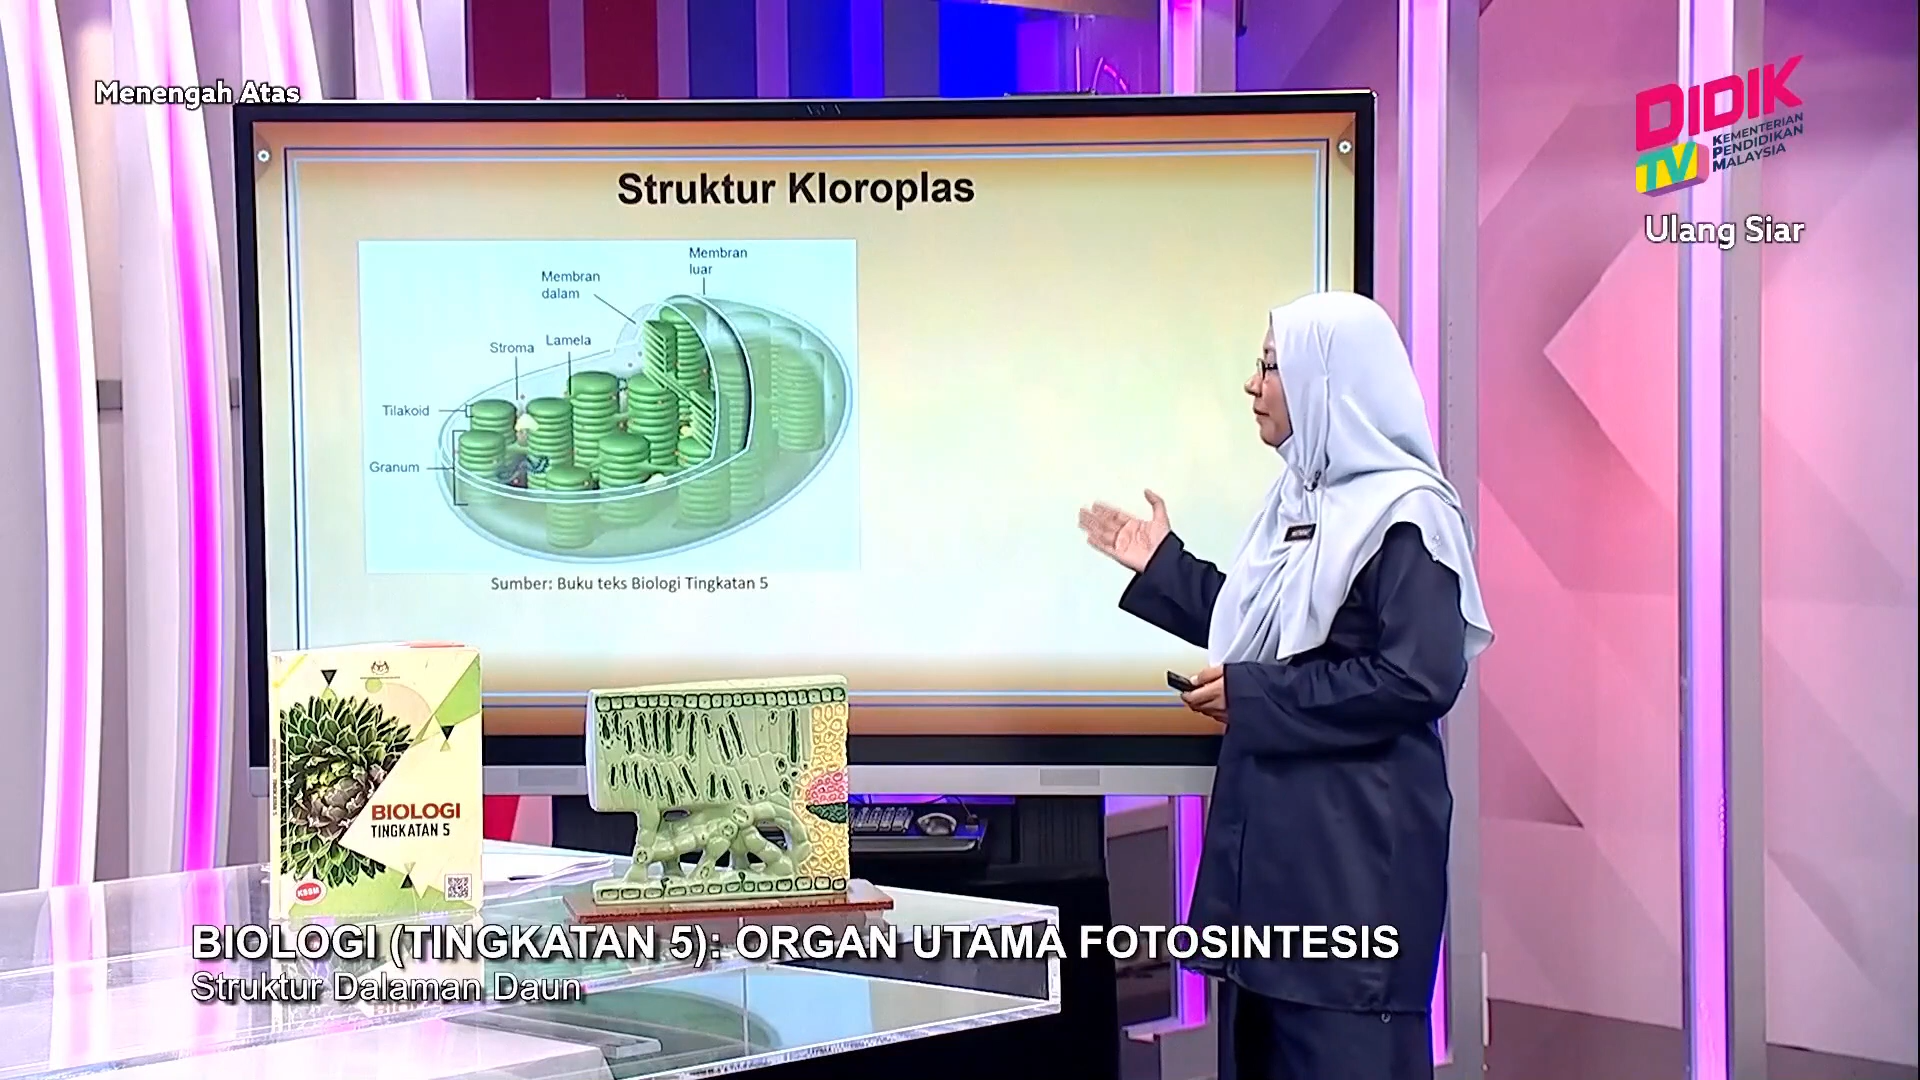 Menengah Atas
DIDIK
TV
KEMENTERIAN
PENDIDIKAN
MALAYSIA
Ulang Siar
Struktur Kloroplas
Membran
luar
Membran
dalam
Stroma
Lamela
Tilakoid
Granum
Sumber: Buku teks Biologi Tingkatan 5
BIOLOGI
TINGKATAN 5
KSSM
BIOLOGI (TINGKATAN 5): ORGAN UTAMA FOTOSINTESIS
Struktur Dalaman Daun